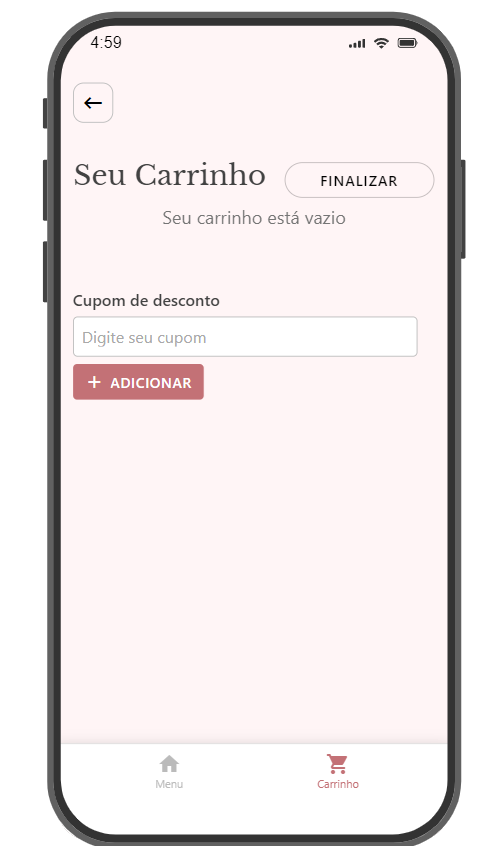 4:59
Seu Carrinho
FINALIZAR
Seu carrinho está vazio
Cupom de desconto
Digite seu cupom
+ ADICIONAR
Menu
Carrinho